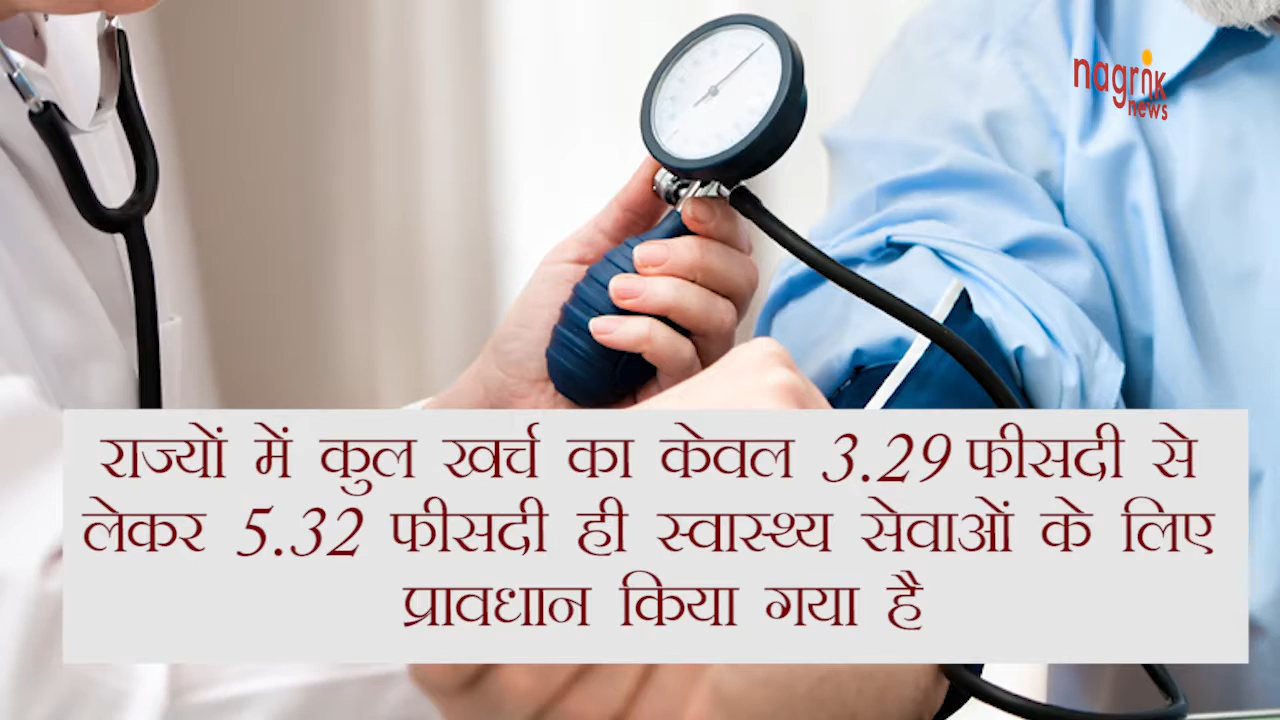 nagrik
news
राज्यों में कुल खर्च का केवल 3.29 फीसदी से
लेकर 5.32 फीसदी ही स्वास्थ्य सेवाओं के लिए
प्रावधान किया गया है